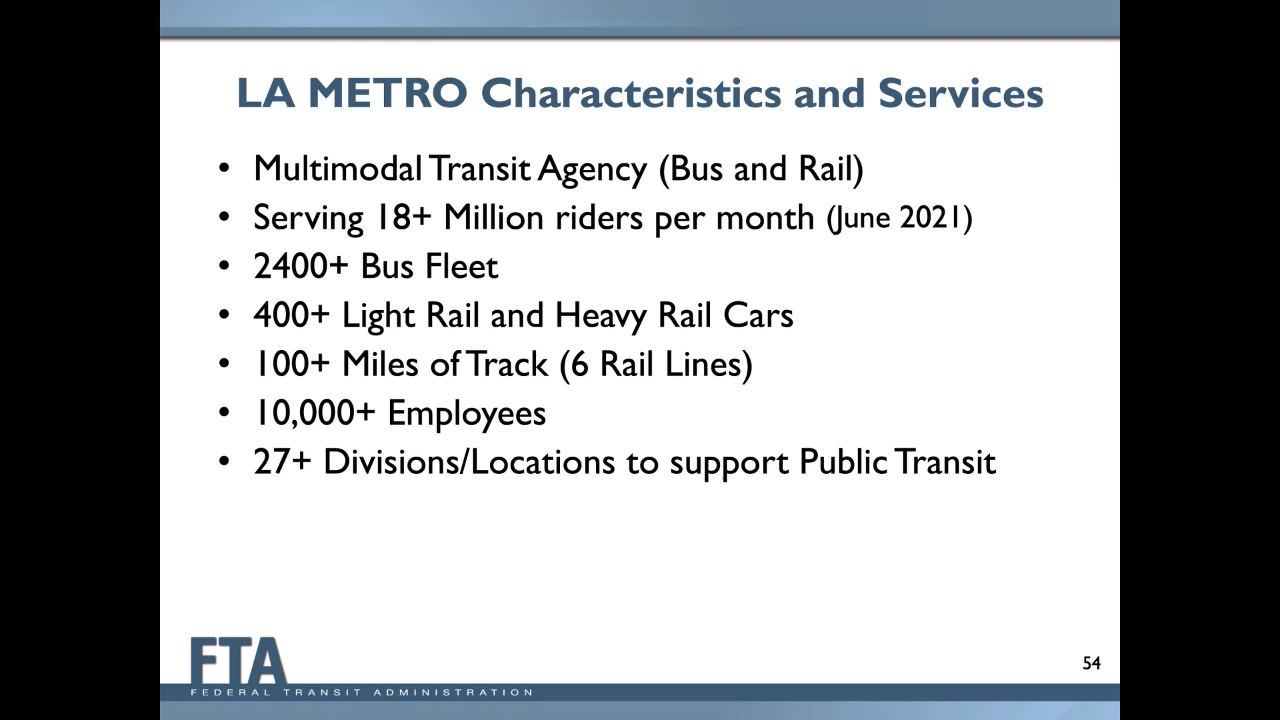 LA METRO Characteristics and Services
• Multimodal Transit Agency (Bus and Rail)
• Serving 18+ Million riders per month (June 2021)
• 2400+ Bus Fleet
• 400+ Light Rail and Heavy Rail Cars
• 100+ Miles of Track (6 Rail Lines)
• 10,000+ Employees
• 27+ Divisions/Locations to support Public Transit
FTA
54
FEDERAL TRANSIT ADMINISTRATION